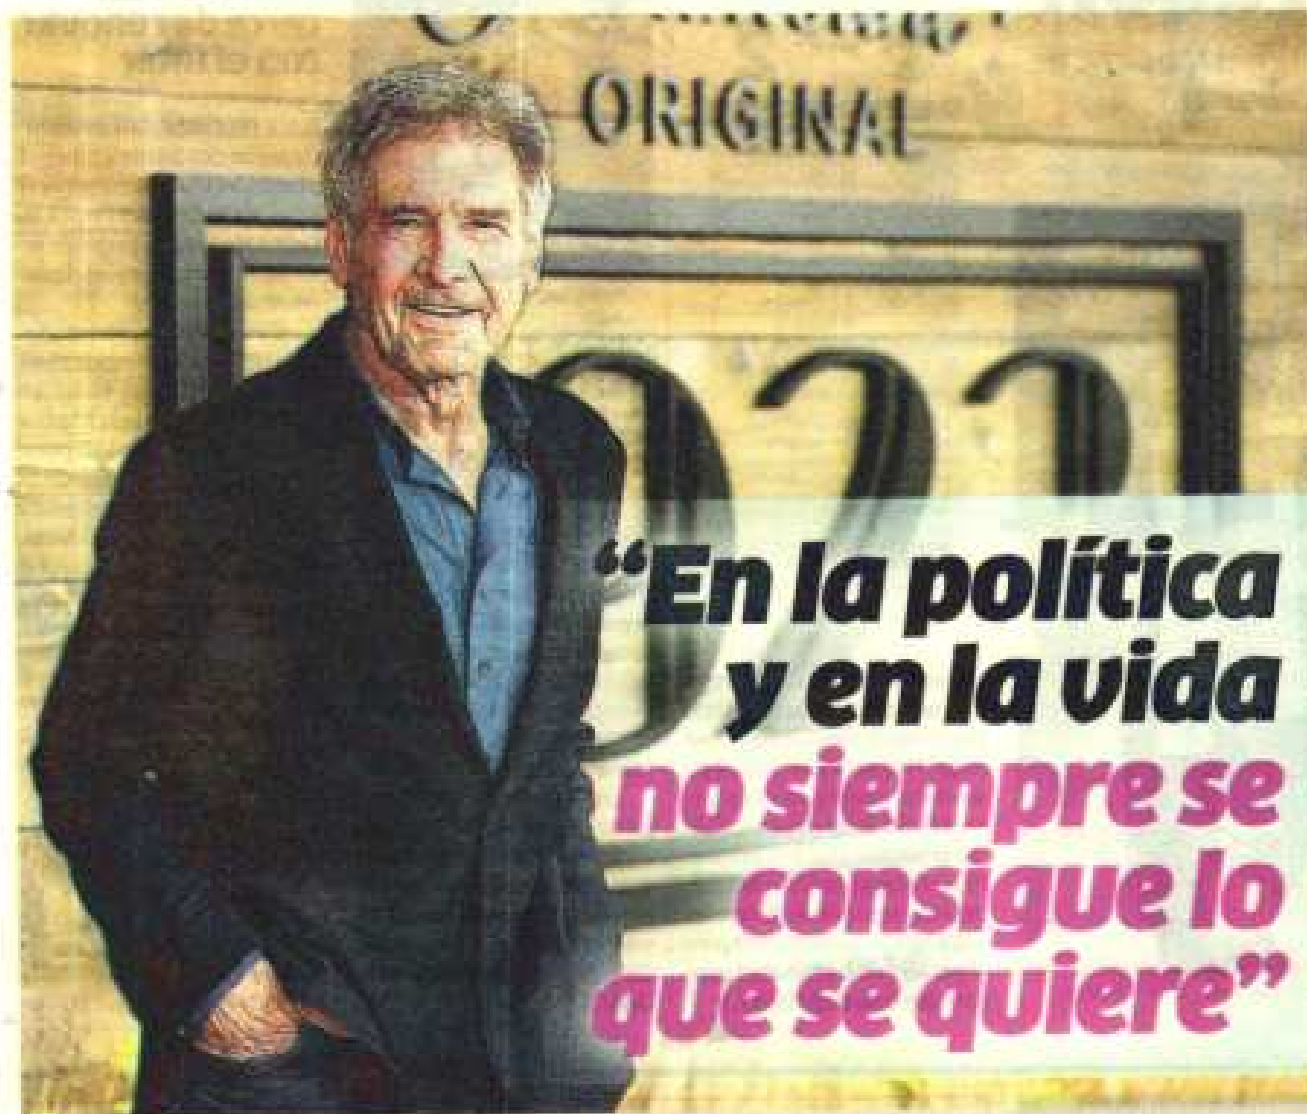 ORIGINAL
“En la política
y en la vida
no siempre se
consigue lo
que se quiere”